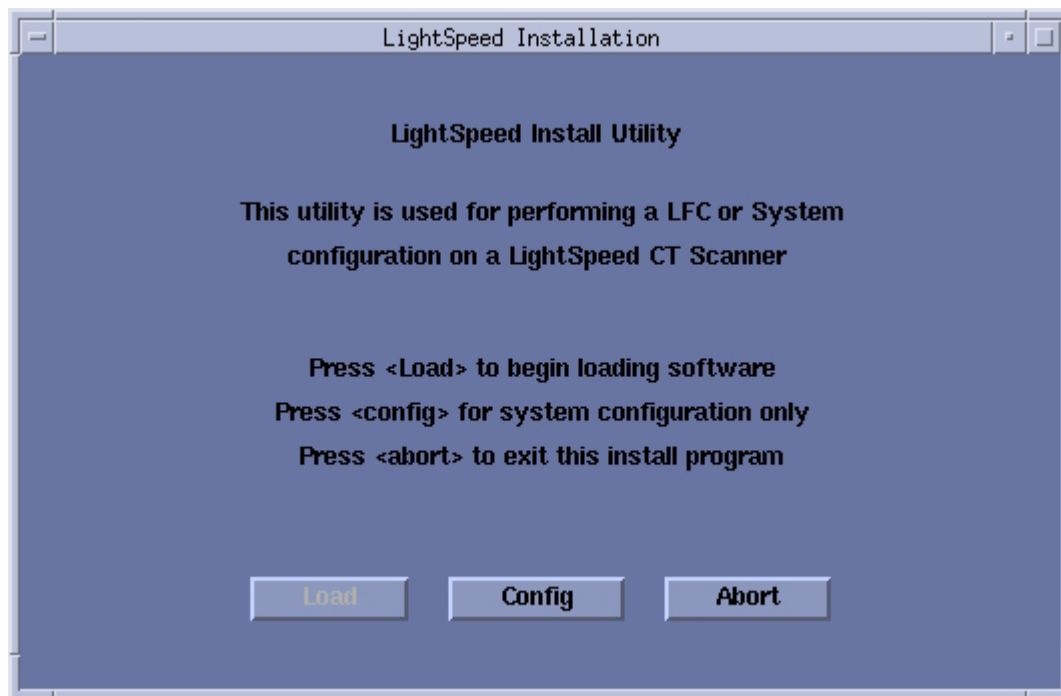 LightSpeed Installation
LightSpeed Install Utility
This utility is used for performing a LFC or System
configuration on a LightSpeed CT Scanner
Press <Load> to begin loading software
Press <config> for system configuration only
Press <abort> to exit this install program
Load Config Abort